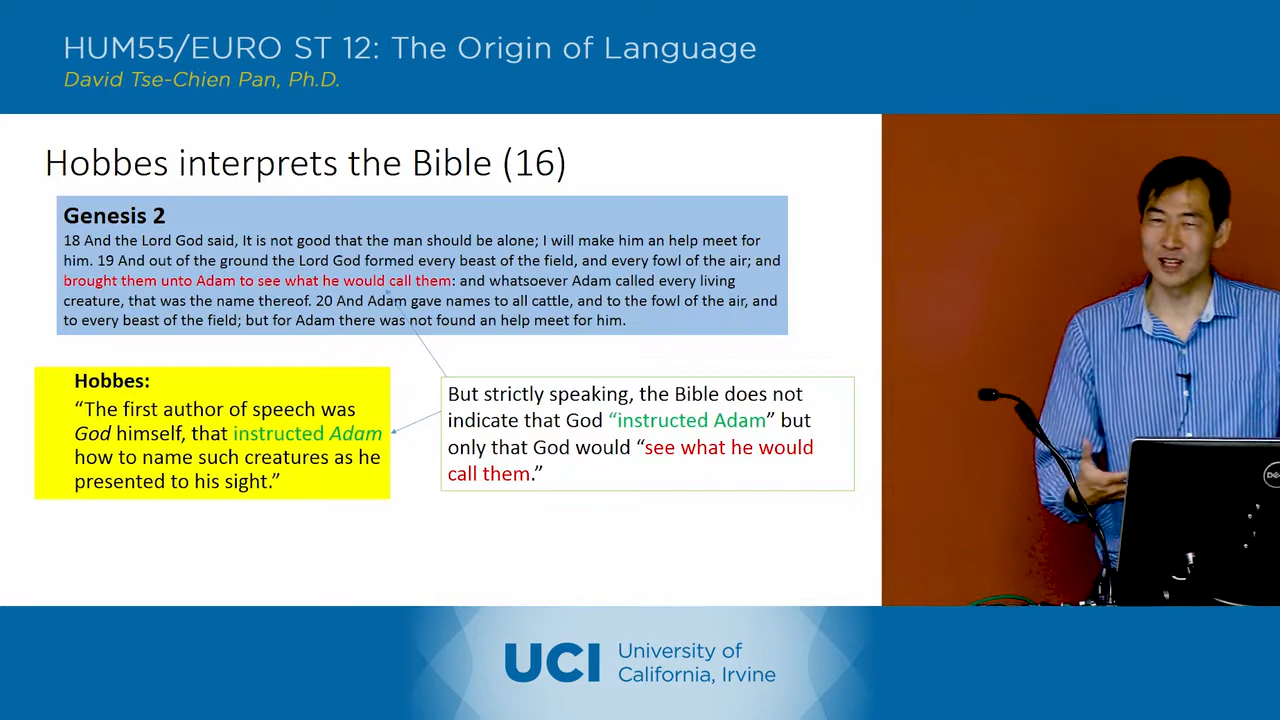 HUM55/EURO ST 12: The Origin of Language
David Tse-Chien Pan, Ph.D.
Hobbes interprets the Bible (16)
Genesis 2
18 And the Lord God said, It is not good that the man should be alone; I will make him an help meet for
him. 19 And out of the ground the Lord God formed every beast of the field, and every fowl of the air; and
brought them unto Adam to see what he would call them: and whatsoever Adam called every living
creature, that was the name thereof. 20 And Adam gave names to all cattle, and to the fowl of the air, and
to every beast of the field; but for Adam there was not found an help meet for him.
Hobbes:
“The first author of speech was
God himself, that instructed Adam
how to name such creatures as he
presented to his sight.”
But strictly speaking, the Bible does not
indicate that God “instructed Adam” but
only that God would “see what he would
call them.”
UCI University of
California, Irvine